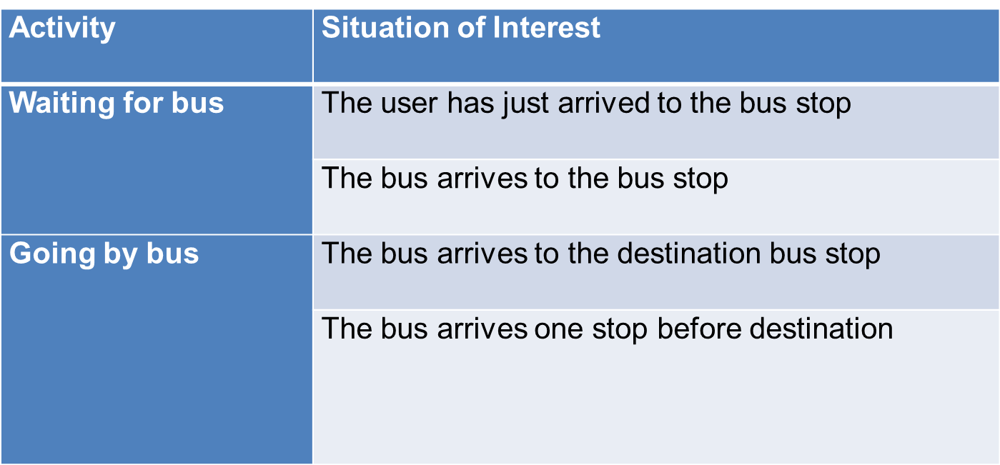 Activity
Situation of Interest
Waiting for bus
The user has just arrived to the bus stop
The bus arrives to the bus stop
Going by bus
The bus arrives to the destination bus stop
The bus arrives one stop before destination